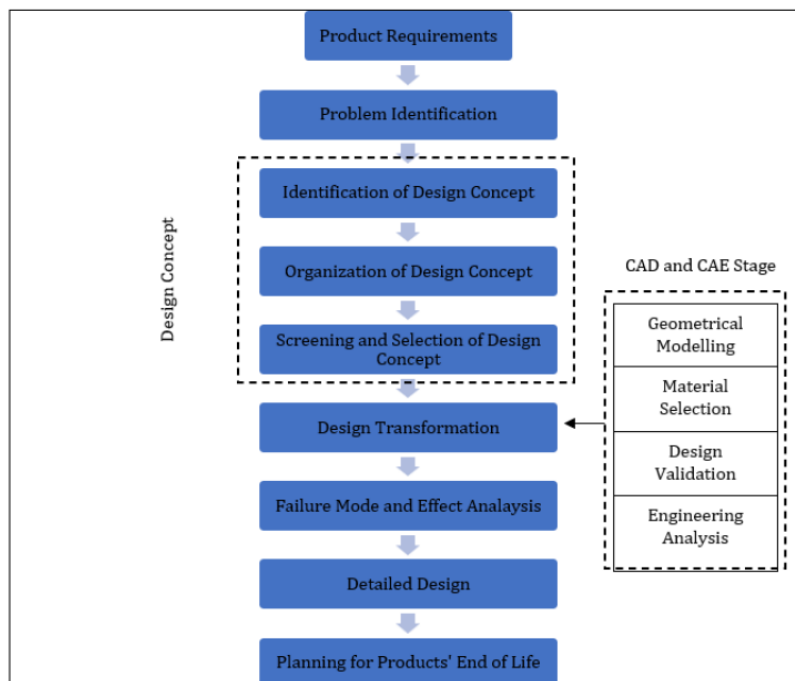 Product Requirements
Problem Identification
Design Concept
Identification of Design Concept
Organization of Design Concept
Screening and Selection of Design
Concept
Design Transformation
Failure Mode and Effect Analaysis
Detailed Design
Planning for Products' End of Life
CAD and CAE Stage
Geometrical
Modelling
Material
Selection
Design
Validation
Engineering
Analysis